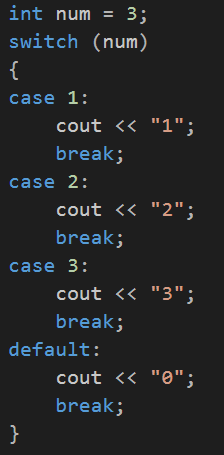 int num = 3;
switch (num)
{
case 1:
    cout << "1";
    break;
case 2:
    cout << "2";
    break;
case 3:
    cout << "3";
    break;
default:
    cout << "0";
    break;
}